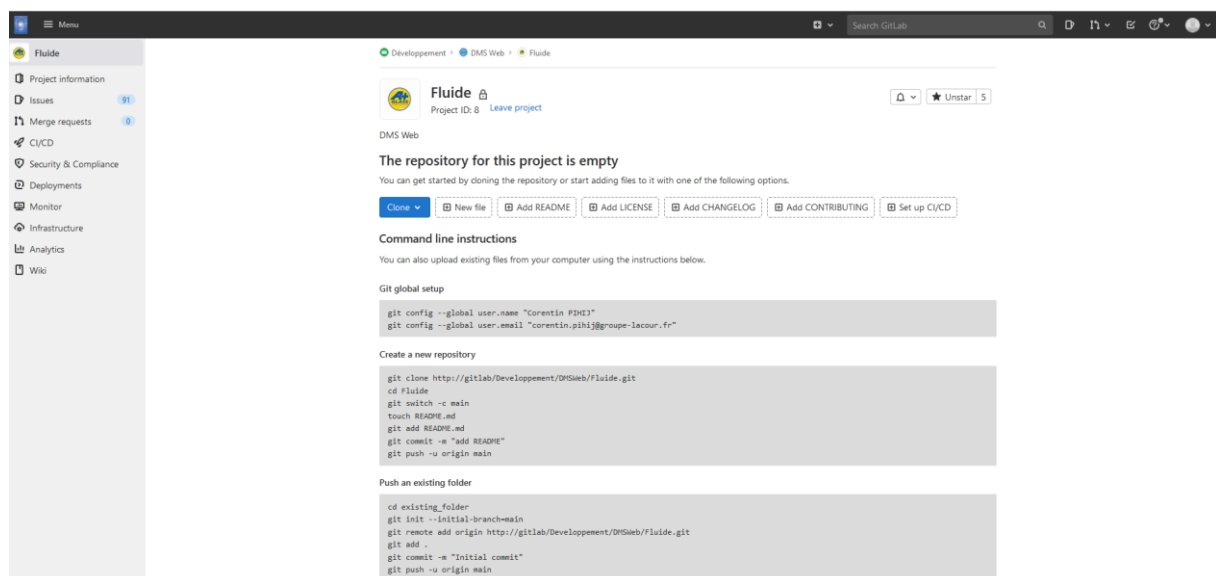 Menu
Search GitLab
Fluide
Project information
Issues 91
Merge requests 0
CI/CD
Security & Compliance
Deployments
Monitor
Infrastructure
Analytics
Wiki
Développement > DMS Web > Fluide
Fluide
Project ID: 8 Leave project
Unstar 5
DMS Web
The repository for this project is empty
You can get started by cloning the repository or start adding files to it with one of the following options.
Clone New file Add README Add LICENSE Add CHANGELOG Add CONTRIBUTING Set up CI/CD
Command line instructions
You can also upload existing files from your computer using the instructions below.
Git global setup
git config --global user.name "Corentin PIHIJ"
git config --global user.email "corentin.pihij@groupe-lacour.fr"
Create a new repository
git clone http://gitlab/Developpement/DMSWeb/Fluide.git
cd Fluide
git switch -c main
touch README.md
git add README.md
git commit -m "add README"
git push -u origin main
Push an existing folder
cd existing_folder
git init --initial-branch=main
git remote add origin http://gitlab/Developpement/DMSWeb/Fluide.git
git add .
git commit -m "Initial commit"
git push -u origin main